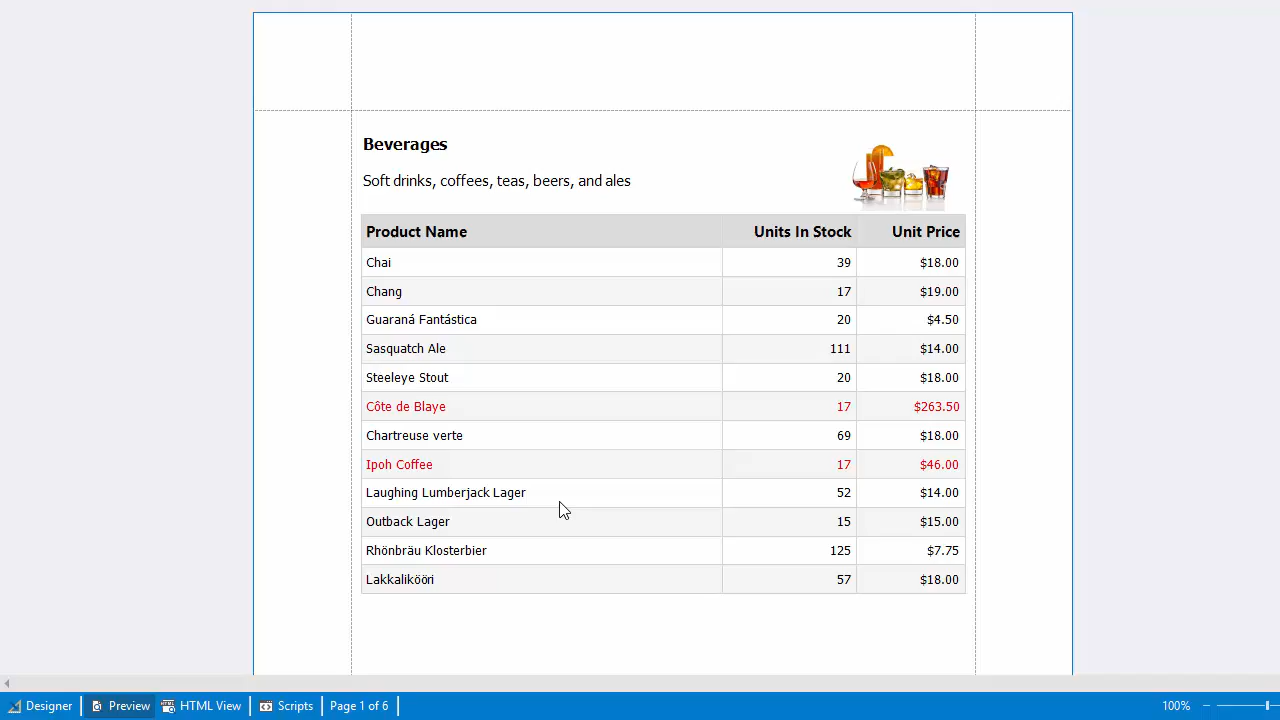 Beverages
Soft drinks, coffees, teas, beers, and ales
Product Name Units In Stock Unit Price
Chai 39 $18.00
Chang 17 $19.00
Guaraná Fantástica 20 $4.50
Sasquatch Ale 111 $14.00
Steeleye Stout 20 $18.00
Côte de Blaye 17 $263.50
Chartreuse verte 69 $18.00
Ipoh Coffee 17 $46.00
Laughing Lumberjack Lager 52 $14.00
Outback Lager 15 $15.00
Rhönbräu Klosterbier 125 $7.75
Lakkalikööri 57 $18.00
Designer Preview HTML View Scripts Page 1 of 6 100%